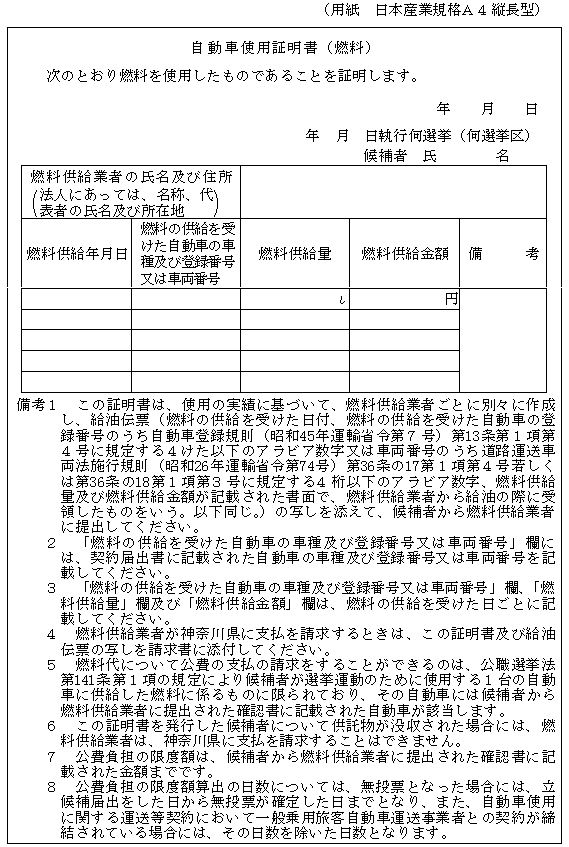 （用紙　日本産業規格Ａ４縦長型）
自動車使用証明書（燃料）
次のとおり燃料を使用したものであることを証明します。
年　　月　　日
年　月　日執行何選挙（何選挙区）
候補者　氏　　　　名
燃料供給業者の氏名及び住所
（法人にあっては、名称、代
表者の氏名及び所在地）
燃料供給年月日
燃料の供給を受
けた自動車の車
種及び登録番号
又は車両番号
燃料供給量
燃料供給金額
備　　　考
ℓ
円
備考１　この証明書は、使用の実績に基づいて、燃料供給業者ごとに別々に作成
し、給油伝票（燃料の供給を受けた日付、燃料の供給を受けた自動車の登
録番号のうち自動車登録規則（昭和45年運輸省令第７号）第13条第１項第
４号に規定する４けた以下のアラビア数字又は車両番号のうち道路運送車
両法施行規則（昭和26年運輸省令第74号）第36条の17第１項第４号若しく
は第36条の18第１項第３号に規定する４桁以下のアラビア数字、燃料供給
量及び燃料供給金額が記載された書面で、燃料供給業者から給油の際に受
領したものをいう。以下同じ。）の写しを添えて、候補者から燃料供給業者
に提出してください。
２　「燃料の供給を受けた自動車の車種及び登録番号又は車両番号」欄に
は、契約届出書に記載された自動車の車種及び登録番号又は車両番号を記
載してください。
３　「燃料の供給を受けた自動車の車種及び登録番号又は車両番号」欄、「燃
料供給量」欄及び「燃料供給金額」欄は、燃料の供給を受けた日ごとに記
載してください。
４　燃料供給業者が神奈川県に支払を請求するときは、この証明書及び給油
伝票の写しを請求書に添付してください。
５　燃料代について公費の支払の請求をすることができるのは、公職選挙法
第141条第１項の規定により候補者が選挙運動のために使用する１台の自動
車に供給した燃料に係るものに限られており、その自動車には候補者から
燃料供給業者に提出された確認書に記載された自動車が該当します。
６　この証明書を発行した候補者について供託物が没収された場合には、燃
料供給業者は、神奈川県に支払を請求することはできません。
７　公費負担の限度額は、候補者から燃料供給業者に提出された確認書に記
載された金額までです。
８　公費負担の限度額算出の日数については、無投票となった場合には、立
候補届出をした日から無投票が確定した日までとなり、また、自動車使用
に関する運送等契約において一般乗用旅客自動車運送事業者との契約が締
結されている場合には、その日数を除いた日数となります。